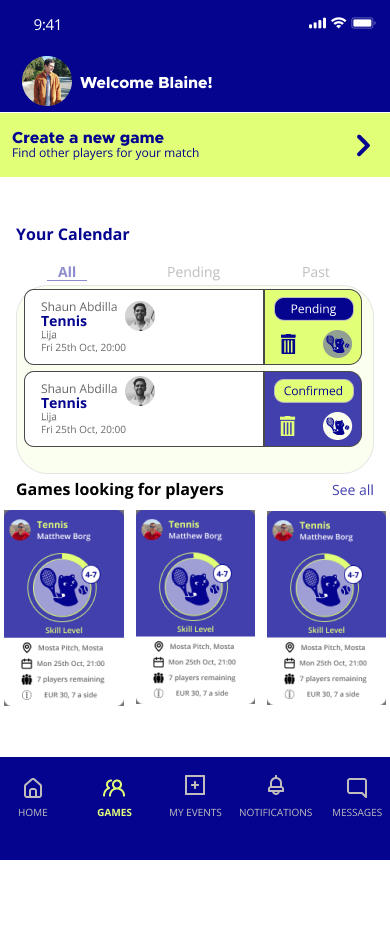 9:41
Welcome Blaine!
Create a new game
Find other players for your match
Your Calendar
All Pending Past
Shaun Abdilla
Tennis
Lija
Fri 25th Oct, 20:00
Pending
Shaun Abdilla
Tennis
Lija
Fri 25th Oct, 20:00
Confirmed
Games looking for players See all
Tennis
Matthew Borg
4-7
Skill Level
Mosta Pitch, Mosta
Mon 25th Oct, 21:00
7 players remaining
EUR 30, 7 a side
Tennis
Matthew Borg
4-7
Skill Level
Mosta Pitch, Mosta
Mon 25th Oct, 21:00
7 players remaining
EUR 30, 7 a side
Tennis
Matthew Borg
4-7
Skill Level
Mosta Pitch, Mosta
Mon 25th Oct, 21:00
7 players remaining
EUR 30, 7 a side
HOME GAMES MY EVENTS NOTIFICATIONS MESSAGES